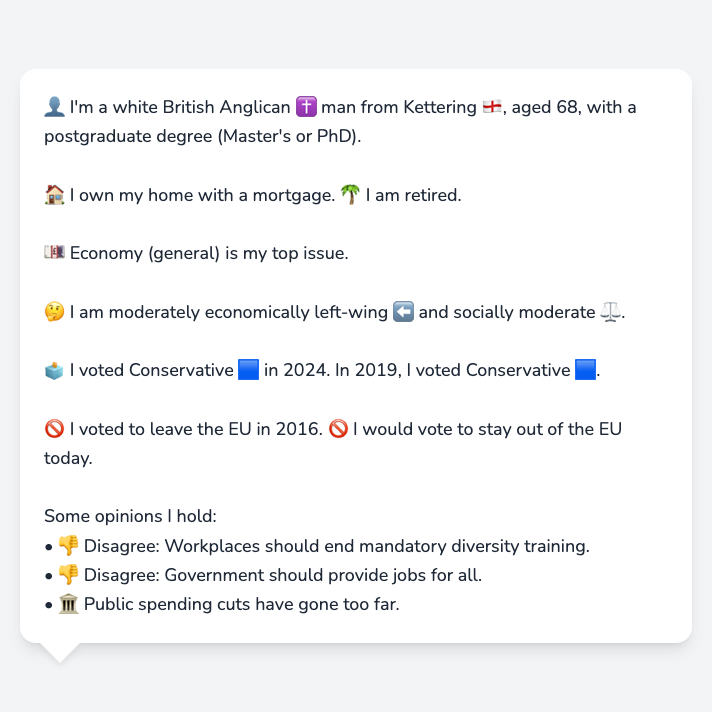 👤 I'm a white British Anglican ✝️ man from Kettering 🏴󠁧󠁢󠁥󠁮󠁧󠁿, aged 68, with a
postgraduate degree (Master's or PhD).
🏠 I own my home with a mortgage. 🌴 I am retired.
💷 Economy (general) is my top issue.
🤔 I am moderately economically left-wing ⬅️ and socially moderate ⚖️.
🗳️ I voted Conservative 🟦 in 2024. In 2019, I voted Conservative 🟦.
🚫 I voted to leave the EU in 2016. 🚫 I would vote to stay out of the EU
today.
Some opinions I hold:
• 👎 Disagree: Workplaces should end mandatory diversity training.
• 👎 Disagree: Government should provide jobs for all.
• 🏛️ Public spending cuts have gone too far.